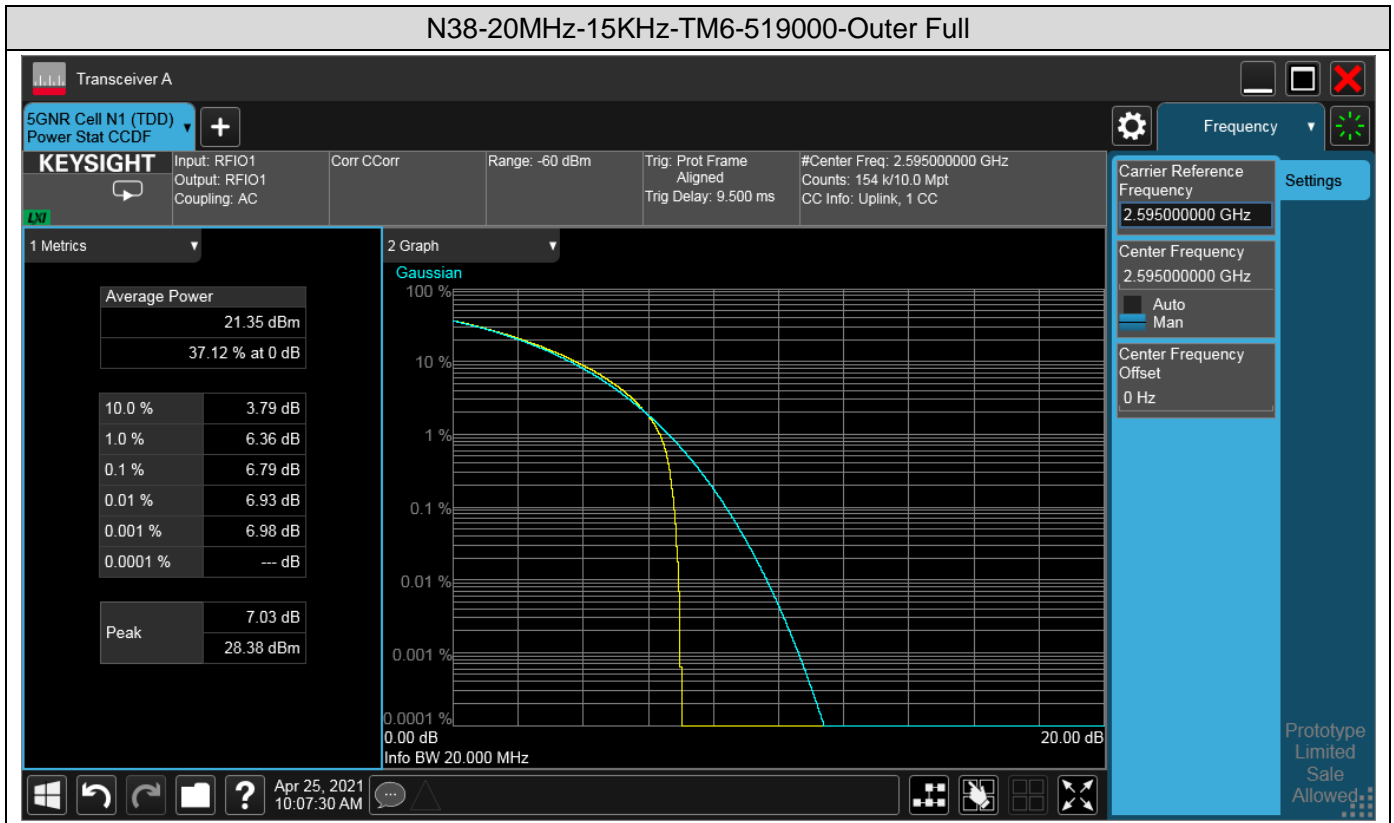 N38-20MHz-15KHz-TM6-519000-Outer Full
Transceiver A
5GNR Cell N1 (TDD)
Power Stat CCDF
Frequency
KEYSIGHT
LXI
Input: RFIO1
Output: RFIO1
Coupling: AC
Corr CCorr
Range: -60 dBm
Trig: Prot Frame
Aligned
Trig Delay: 9.500 ms
#Center Freq: 2.595000000 GHz
Counts: 154 k/10.0 Mpt
CC Info: Uplink, 1 CC
Carrier Reference
Frequency
2.595000000 GHz
Settings
Center Frequency
2.595000000 GHz
Auto
Man
Center Frequency
Offset
0 Hz
1 Metrics
Average Power
21.35 dBm
37.12 % at 0 dB
10.0 % 3.79 dB
1.0 % 6.36 dB
0.1 % 6.79 dB
0.01 % 6.93 dB
0.001 % 6.98 dB
0.0001 % --- dB
Peak
7.03 dB
28.38 dBm
2 Graph
Gaussian
100 %
10 %
1 %
0.1 %
0.01 %
0.001 %
0.0001 %
0.00 dB 20.00 dB
Info BW 20.000 MHz
Prototype
Limited
Sale
Allowed
?
Apr 25, 2021
10:07:30 AM